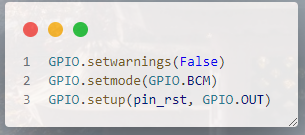 1 GPIO.setwarnings(False)
2 GPIO.setmode(GPIO.BCM)
3 GPIO.setup(pin_rst, GPIO.OUT)